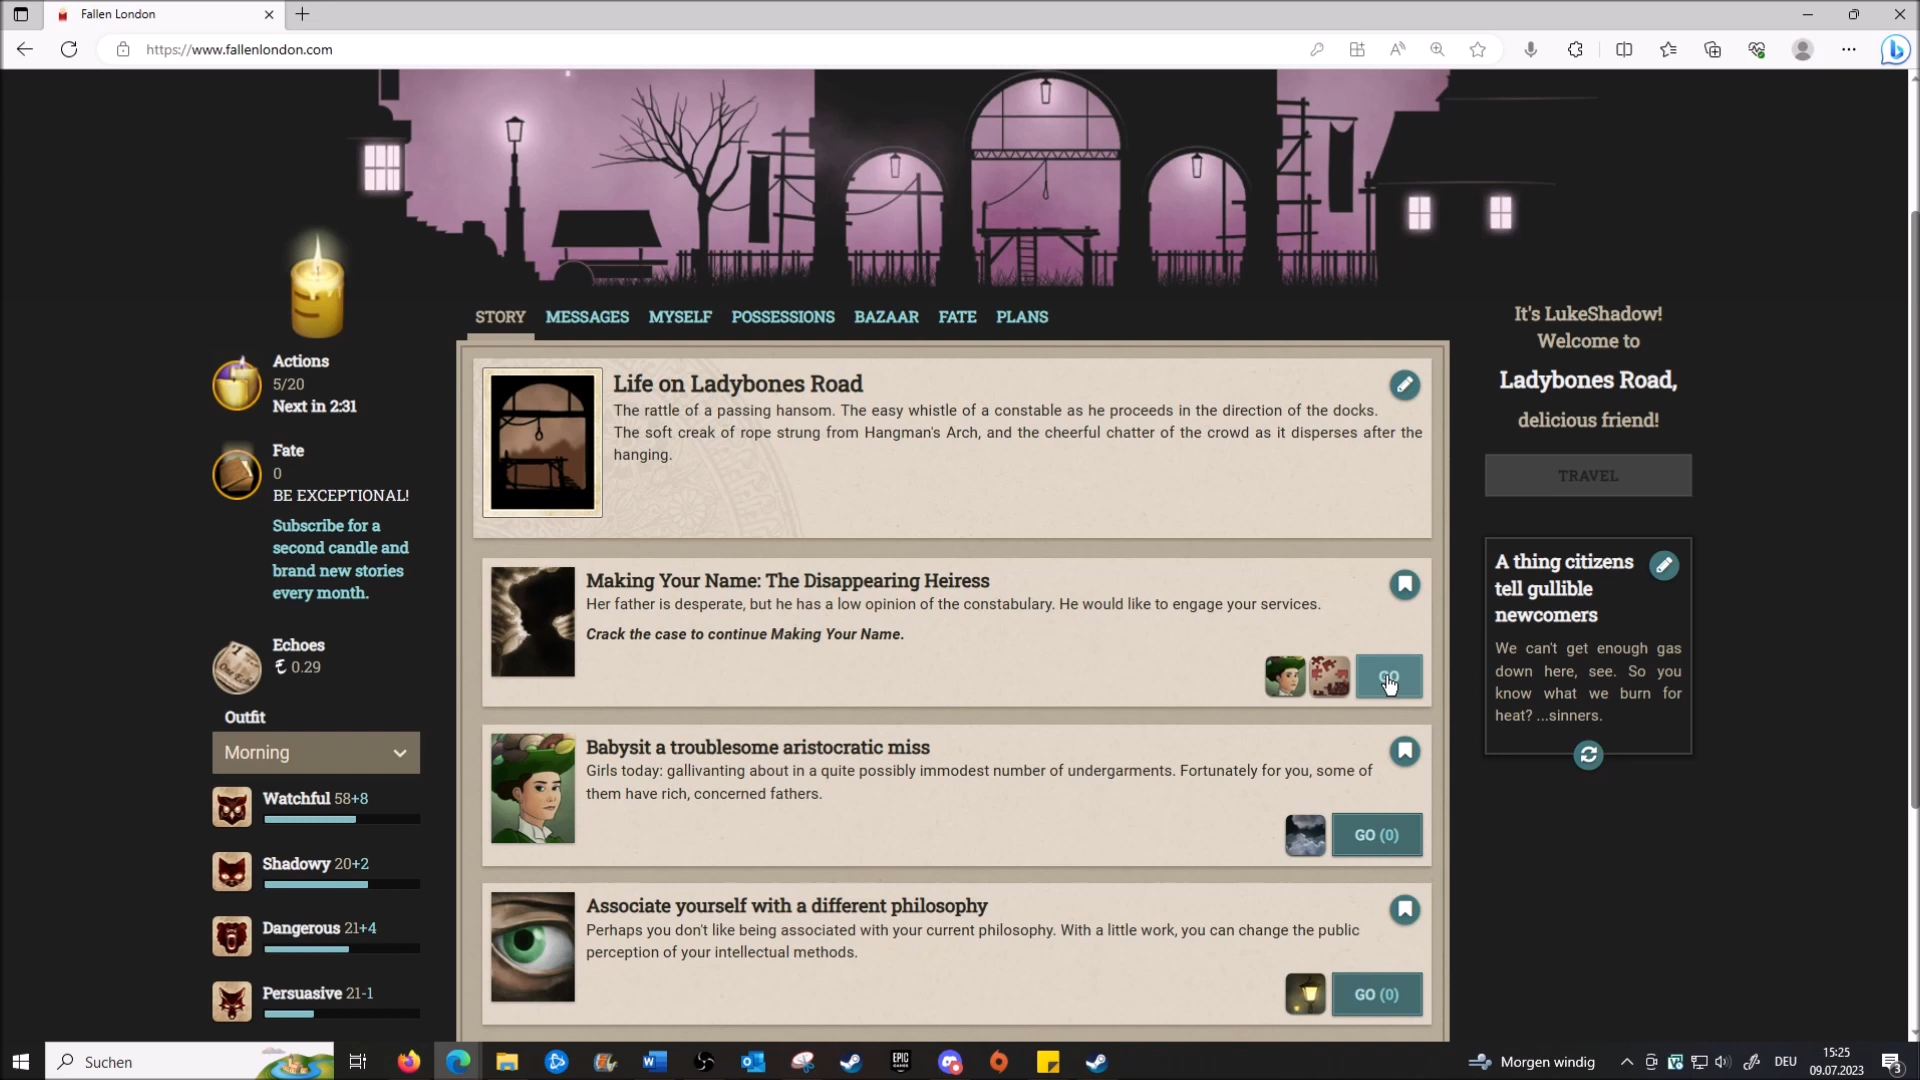 Fallen London
https://www.fallenlondon.com
STORY MESSAGES MYSELF POSSESSIONS BAZAAR FATE PLANS
Actions
5/20
Next in 2:31
Fate
0
BE EXCEPTIONAL!
Subscribe for a
second candle and
brand new stories
every month.
Echoes
0.29
Outfit
Morning
Watchful 58+8
Shadowy 20+2
Dangerous 21+4
Persuasive 21-1
Life on Ladybones Road
The rattle of a passing hansom. The easy whistle of a constable as he proceeds in the direction of the docks.
The soft creak of rope strung from Hangman's Arch, and the cheerful chatter of the crowd as it disperses after the
hanging.
Making Your Name: The Disappearing Heiress
Her father is desperate, but he has a low opinion of the constabulary. He would like to engage your services.
Crack the case to continue Making Your Name.
GO
Babysit a troublesome aristocratic miss
Girls today: gallivanting about in a quite possibly immodest number of undergarments. Fortunately for you, some of
them have rich, concerned fathers.
GO (0)
Associate yourself with a different philosophy
Perhaps you don't like being associated with your current philosophy. With a little work, you can change the public
perception of your intellectual methods.
GO (0)
It's LukeShadow!
Welcome to
Ladybones Road,
delicious friend!
TRAVEL
A thing citizens
tell gullible
newcomers
We can't get enough gas
down here, see. So you
know what we burn for
heat? ...sinners.
Suchen
EPIC
GAMES
Morgen windig
DEU
15:25
09.07.2023
3